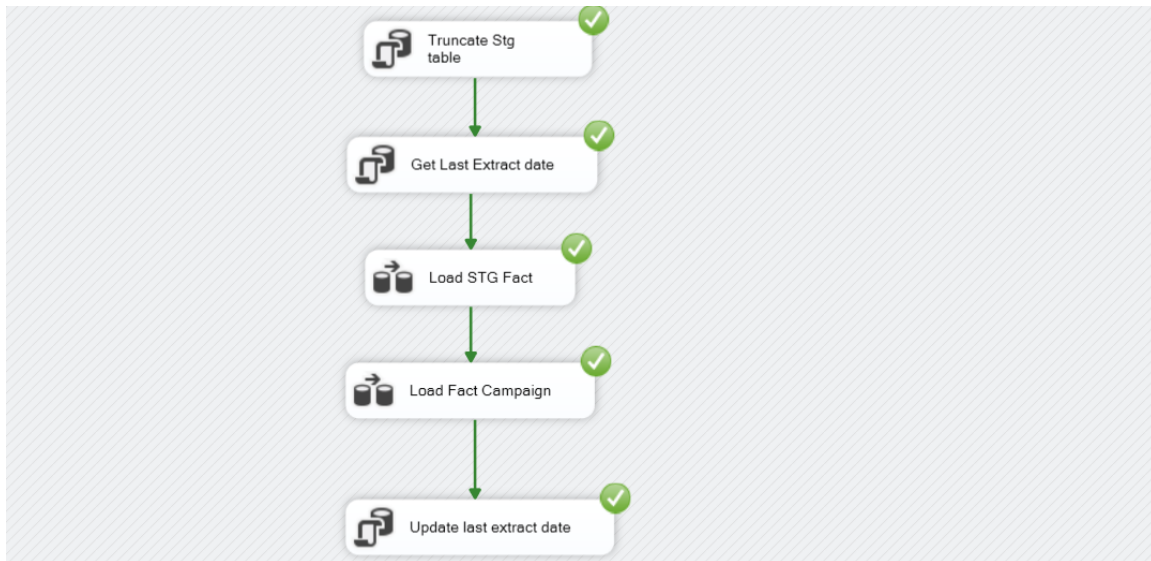 Truncate Stg
table
Get Last Extract date
Load STG Fact
Load Fact Campaign
Update last extract date